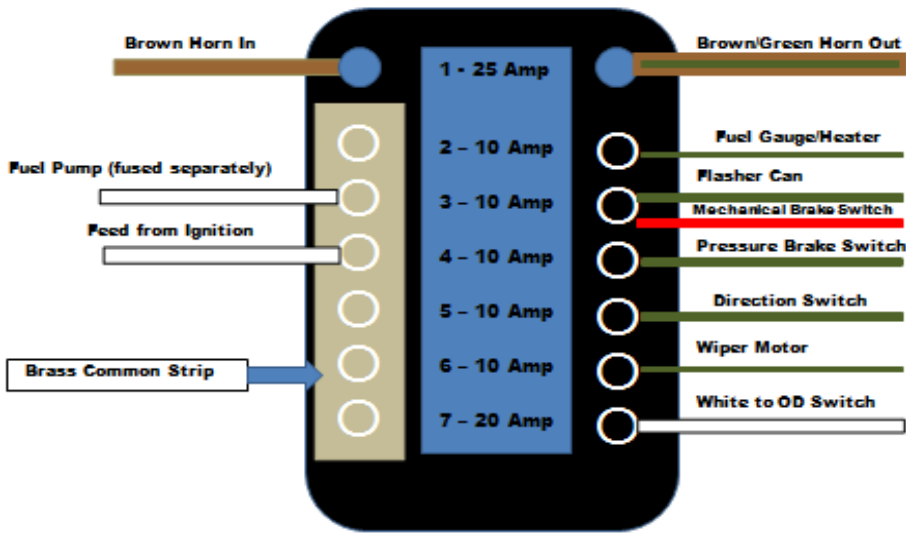 Brown Horn In
1 - 25 Amp
Brown/Green Horn Out
2 – 10 Amp
Fuel Gauge/Heater
Fuel Pump (fused separately)
3 – 10 Amp
Flasher Can
Mechanical Brake Switch
Feed from Ignition
4 – 10 Amp
Pressure Brake Switch
5 – 10 Amp
Direction Switch
Brass Common Strip
6 – 10 Amp
Wiper Motor
7 – 20 Amp
White to OD Switch